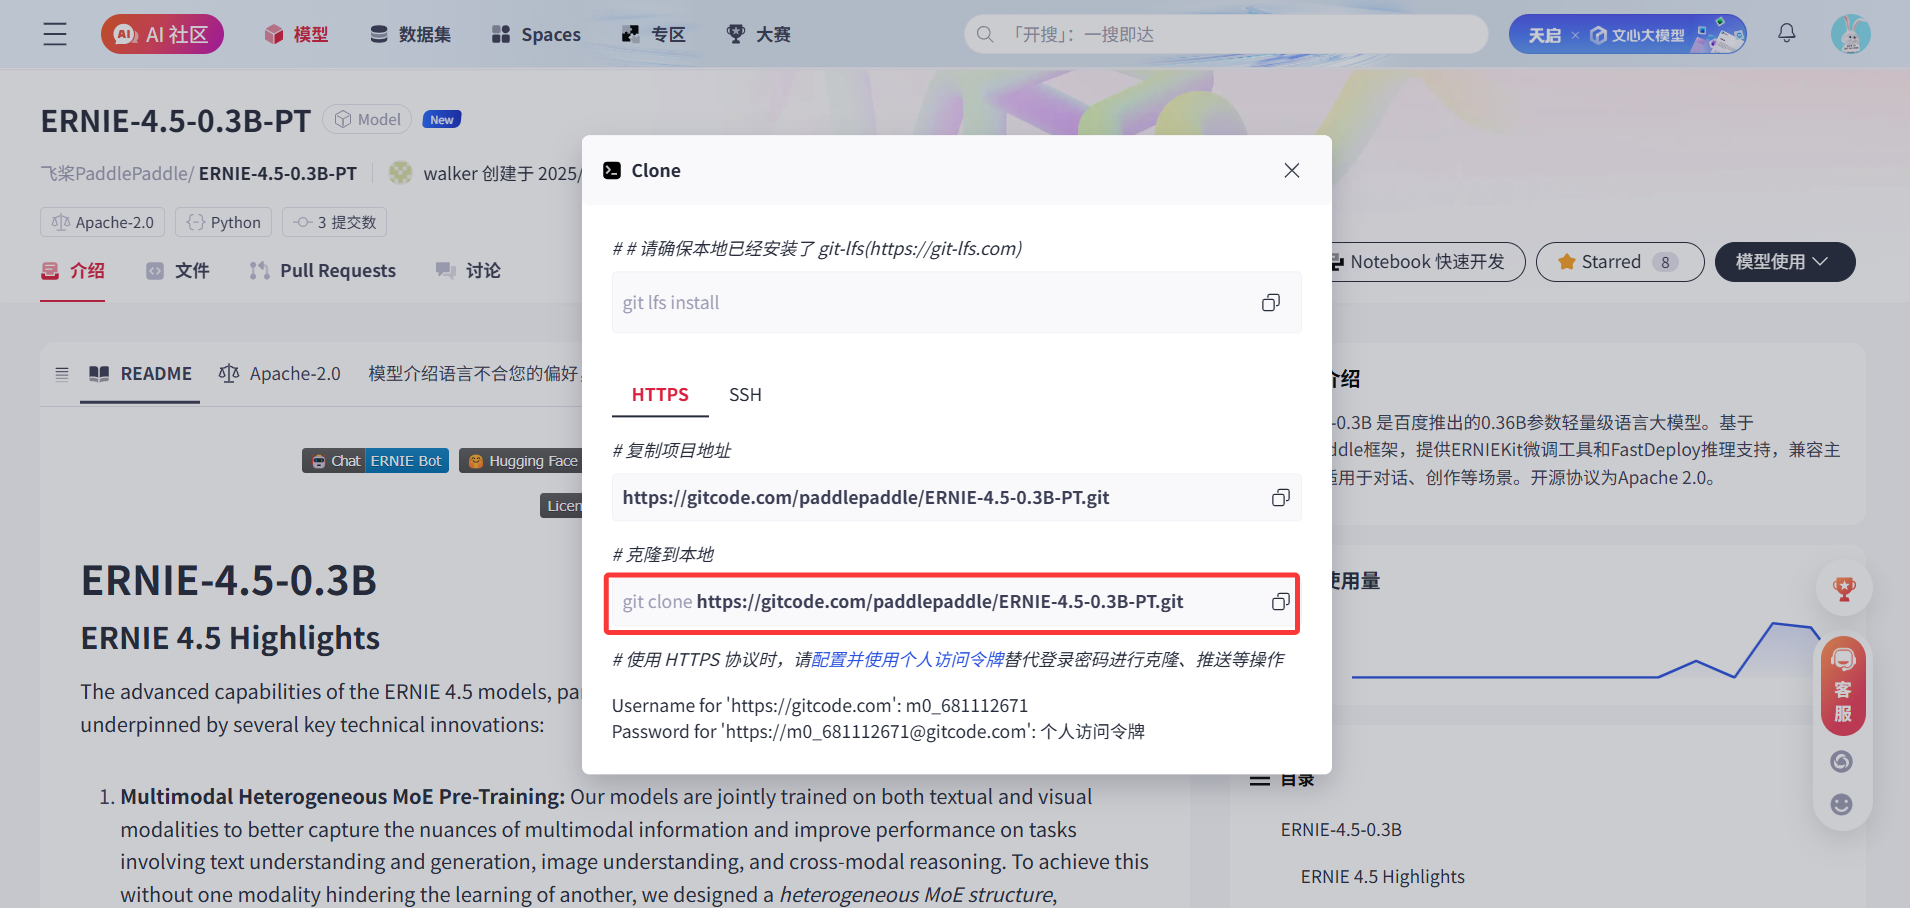 AI 社区
模型
数据集
Spaces
专区
大赛
「开搜」: 一搜即达
天启 × 文心大模型
ERNIE-4.5-0.3B-PT
Model
New
飞桨PaddlePaddle/ ERNIE-4.5-0.3B-PT
walker 创建于 2025/
Apache-2.0
Python
3 提交数
介绍
文件
Pull Requests
讨论
Notebook 快速开发
Starred 8
模型使用
Clone
# # 请确保本地已经安装了 git-lfs(https://git-lfs.com)
git lfs install
HTTPS
SSH
# 复制项目地址
https://gitcode.com/paddlepaddle/ERNIE-4.5-0.3B-PT.git
# 克隆到本地
git clone https://gitcode.com/paddlepaddle/ERNIE-4.5-0.3B-PT.git
# 使用 HTTPS 协议时，请配置并使用个人访问令牌替代登录密码进行克隆、推送等操作
Username for 'https://gitcode.com': m0_681112671
Password for 'https://m0_681112671@gitcode.com': 个人访问令牌
README
Apache-2.0
模型介绍语言不合您的偏好
Chat ERNIE Bot
Hugging Face
Licen
ERNIE-4.5-0.3B
ERNIE 4.5 Highlights
The advanced capabilities of the ERNIE 4.5 models, pa
underpinned by several key technical innovations:
1. Multimodal Heterogeneous MoE Pre-Training: Our models are jointly trained on both textual and visual
modalities to better capture the nuances of multimodal information and improve performance on tasks
involving text understanding and generation, image understanding, and cross-modal reasoning. To achieve this
without one modality hindering the learning of another, we designed a heterogeneous MoE structure,
介绍
-0.3B 是百度推出的0.36B参数轻量级语言大模型。基于
ddle框架，提供ERNIEKit微调工具和FastDeploy推理支持，兼容主
适用于对话、创作等场景。开源协议为Apache 2.0。
使用量
客服
目录
ERNIE-4.5-0.3B
ERNIE 4.5 Highlights